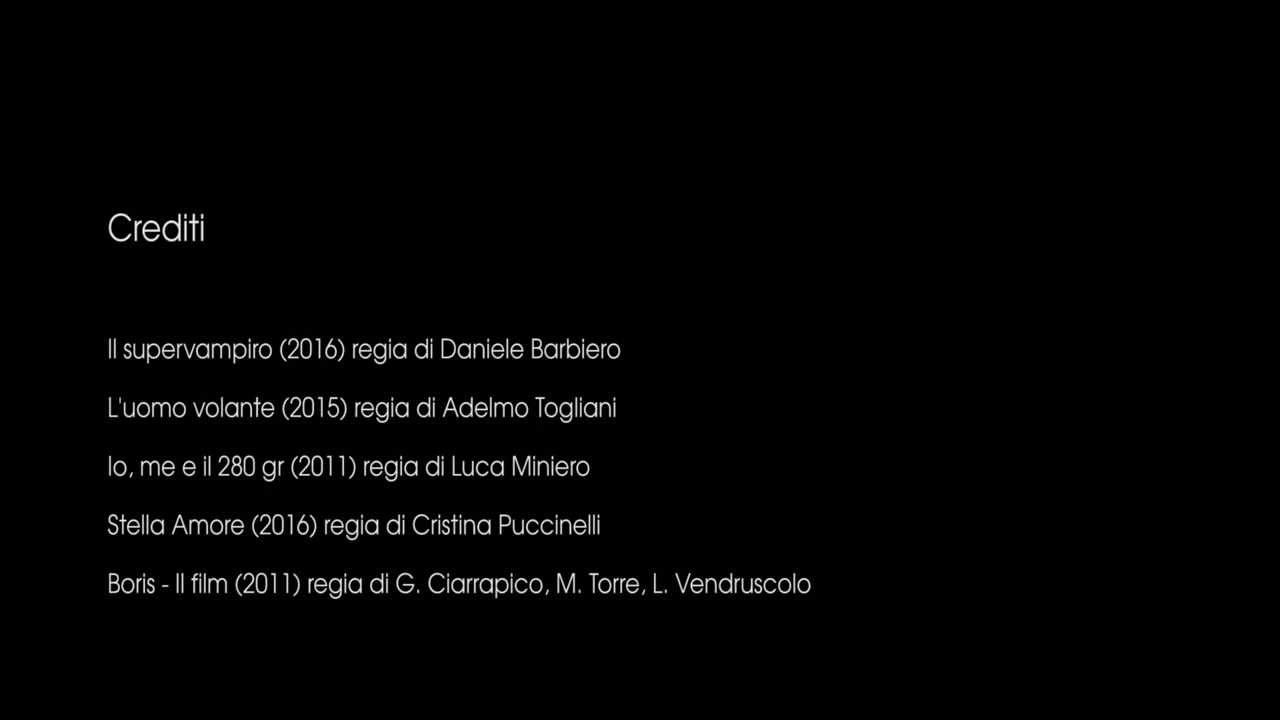 Crediti
Il supervampiro (2016) regia di Daniele Barbiero
L'uomo volante (2015) regia di Adelmo Togliani
Io, me e il 280 gr (2011) regia di Luca Miniero
Stella Amore (2016) regia di Cristina Puccinelli
Boris - Il film (2011) regia di G. Ciarrapico, M. Torre, L. Vendruscolo